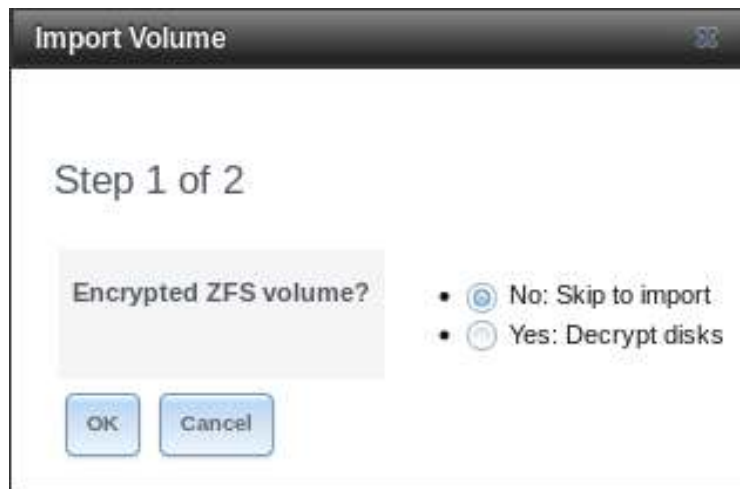 Import Volume
Step 1 of 2
Encrypted ZFS volume?
No: Skip to import
Yes: Decrypt disks
OK
Cancel